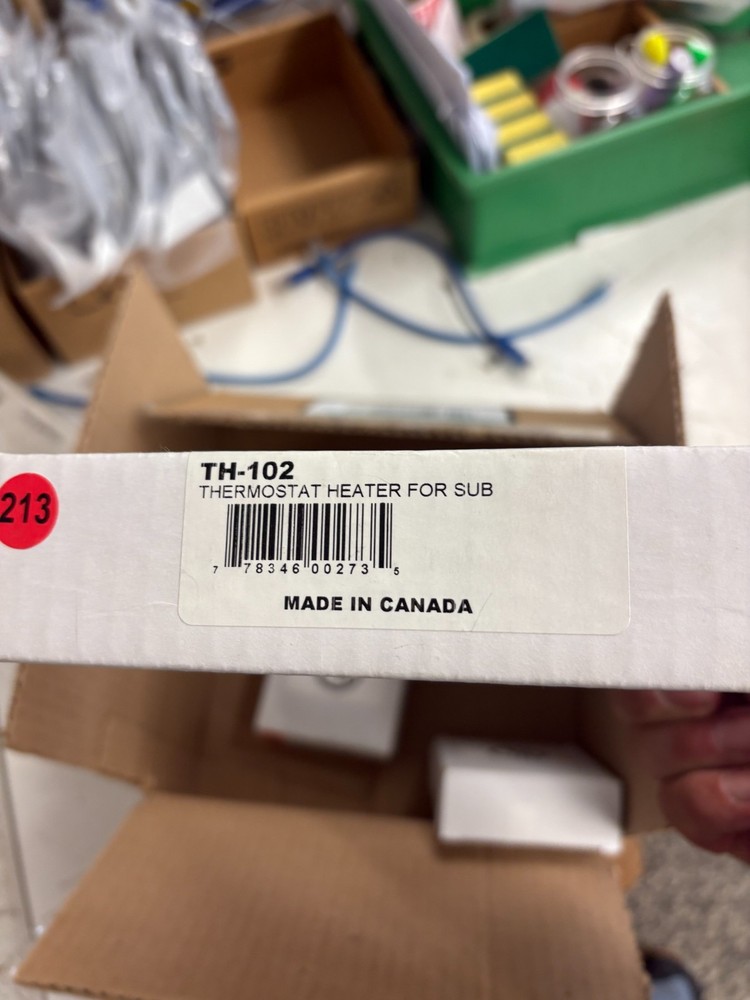 TH-102
THERMOSTAT HEATER FOR SUB
213
7 78346 00273 5
MADE IN CANADA